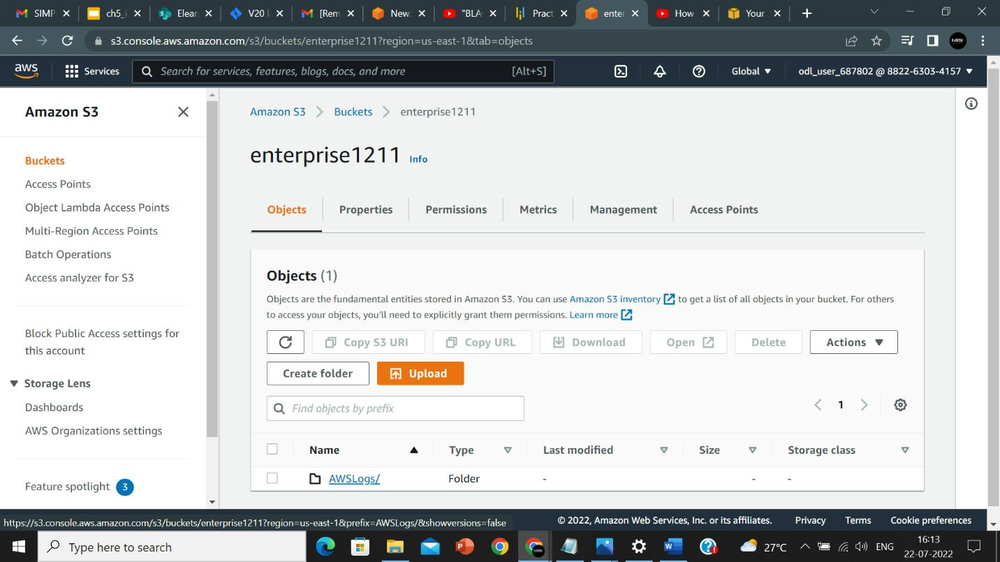 SIMP
ch5_i
Elear
V20 b
[Rem
New:
"BLA
Pract
enter
How
Your
s3.console.aws.amazon.com/s3/buckets/enterprise1211?region=us-east-1&tab=objects
aws
Services
Search for services, features, blogs, docs, and more
[Alt+S]
Global
odl_user_687802 @ 8822-6303-4157
Amazon S3
Buckets
Access Points
Object Lambda Access Points
Multi-Region Access Points
Batch Operations
Access analyzer for S3
Block Public Access settings for
this account
Storage Lens
Dashboards
AWS Organizations settings
Feature spotlight 3
Amazon S3 > Buckets > enterprise1211
enterprise1211 Info
Objects
Properties
Permissions
Metrics
Management
Access Points
Objects (1)
Objects are the fundamental entities stored in Amazon S3. You can use Amazon S3 inventory to get a list of all objects in your bucket. For others
to access your objects, you'll need to explicitly grant them permissions. Learn more
Copy S3 URI
Copy URL
Download
Open
Delete
Actions
Create folder
Upload
Find objects by prefix
1
Name Type Last modified Size Storage class
AWSLogs/ Folder - - -
https://s3.console.aws.amazon.com/s3/buckets/enterprise1211?region=us-east-1&prefix=AWSLogs/&showversions=false
© 2022, Amazon Web Services, Inc. or its affiliates.
Privacy
Terms
Cookie preferences
Type here to search
27°C
ENG
16:13
22-07-2022